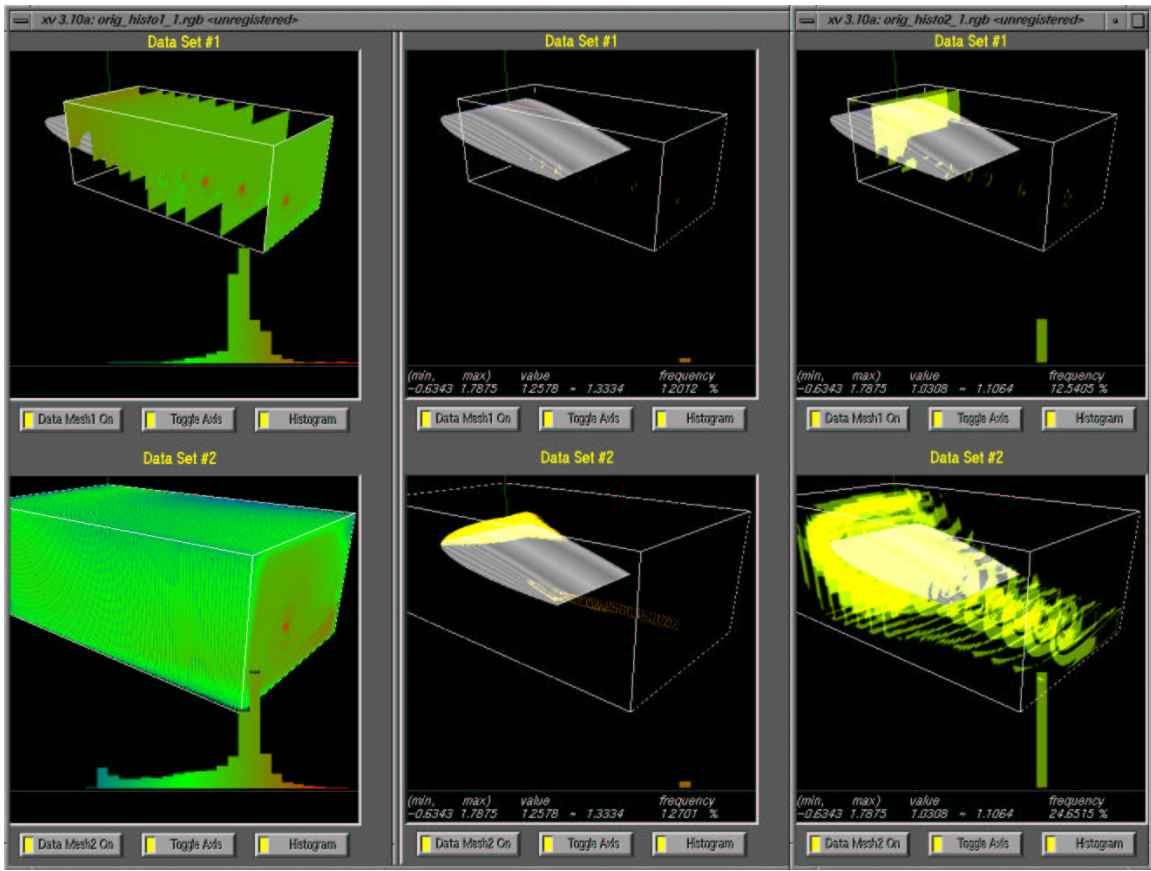 xv 3.10a: orig_histo1_1.rgb <unregistered>
xv 3.10a: orig_histo2_1.rgb <unregistered>
Data Set #1
Data Set #1
Data Set #1
(min, max) value frequency
-0.6343 1.7875 1.2578 ~ 1.3334 1.2012 %
(min, max) value frequency
-0.6343 1.7875 1.0308 ~ 1.1064 12.5405 %
Data Mesh1 On
Toggle Axis
Histogram
Data Mesh1 On
Toggle Axis
Histogram
Data Mesh1 On
Toggle Axis
Histogram
Data Set #2
Data Set #2
Data Set #2
(min, max) value frequency
-0.6343 1.7875 1.2578 ~ 1.3334 1.2701 %
(min, max) value frequency
-0.6343 1.7875 1.0308 ~ 1.1064 24.6515 %
Data Mesh2 On
Toggle Axis
Histogram
Data Mesh2 On
Toggle Axis
Histogram
Data Mesh2 On
Toggle Axis
Histogram